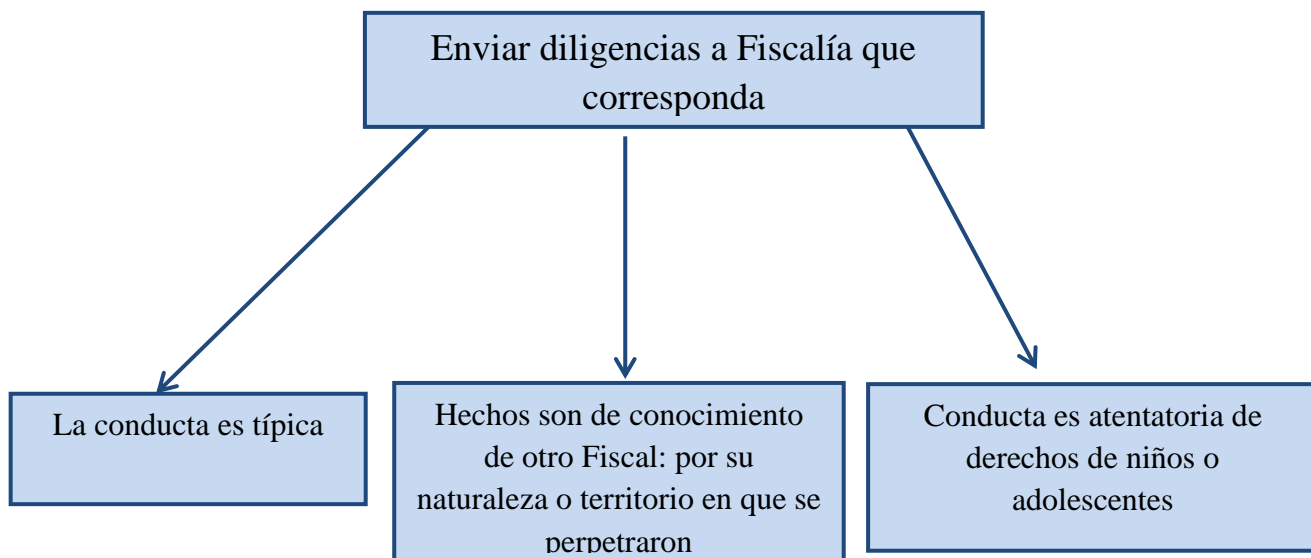 Enviar diligencias a Fiscalía que
corresponda
La conducta es típica
Hechos son de conocimiento
de otro Fiscal: por su
naturaleza o territorio en que se
perpetraron
Conducta es atentatoria de
derechos de niños o
adolescentes